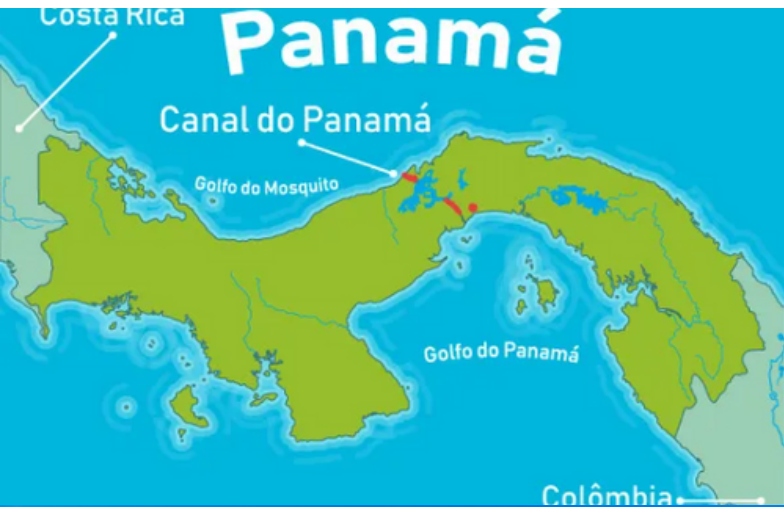 Costa Rica
Panamá
Canal do Panamá
Golfo do Mosquito
Golfo do Panamá
Colômbia